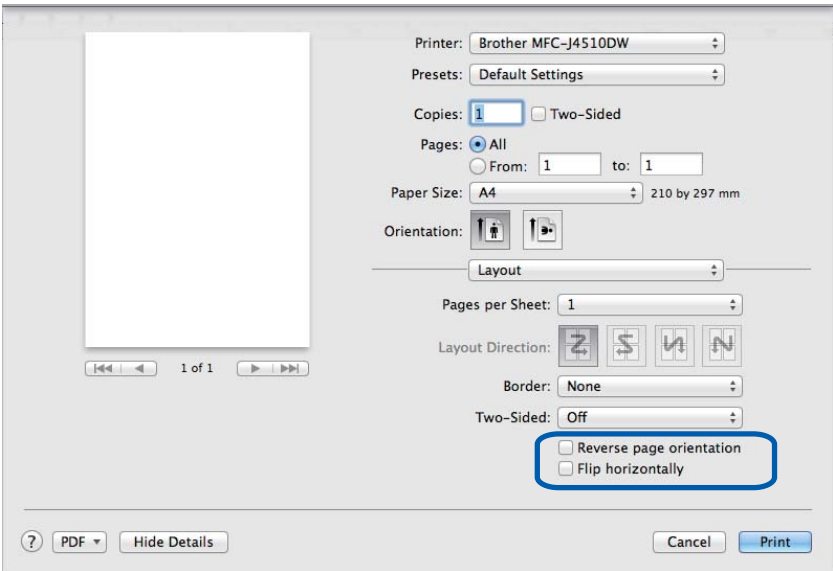 Printer: Brother MFC-J4510DW
Presets: Default Settings
Copies: 1 Two-Sided
Pages: All
From: 1 to: 1
Paper Size: A4 210 by 297 mm
Orientation:
Layout
Pages per Sheet: 1
Layout Direction:
1 of 1
Border: None
Two-Sided: Off
Reverse page orientation
Flip horizontally
? PDF Hide Details Cancel Print